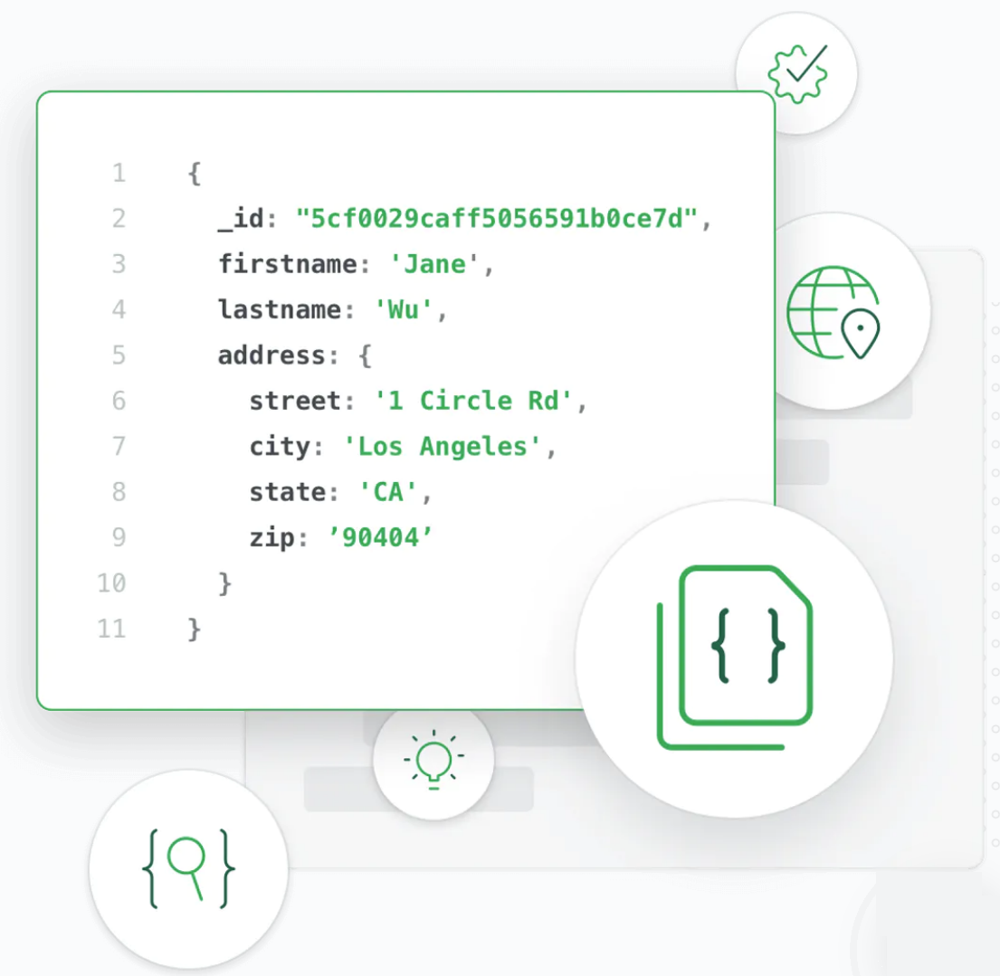 1 {
2 _id: "5cf0029caff5056591b0ce7d",
3 firstname: 'Jane',
4 lastname: 'Wu',
5 address: {
6 street: '1 Circle Rd',
7 city: 'Los Angeles',
8 state: 'CA',
9 zip: ’90404’
10 }
11 }
{ }
{ }